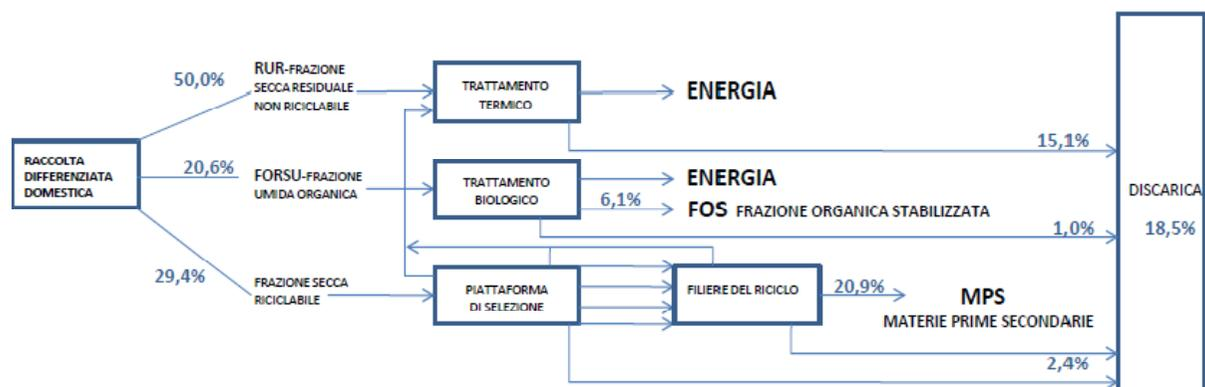 RACCOLTA
DIFFERENZIATA
DOMESTICA
50,0%
RUR-FRAZIONE
SECCA RESIDUALE
NON RICICLABILE
TRATTAMENTO
TERMICO
ENERGIA
15,1%
20,6%
FORSU-FRAZIONE
UMIDA ORGANICA
TRATTAMENTO
BIOLOGICO
ENERGIA
6,1%
FOS FRAZIONE ORGANICA STABILIZZATA
1,0%
29,4%
FRAZIONE SECCA
RICICLABILE
PIATTAFORMA
DI SELEZIONE
FILIERE DEL RICICLO
20,9%
MPS
MATERIE PRIME SECONDARIE
2,4%
DISCARICA
18,5%